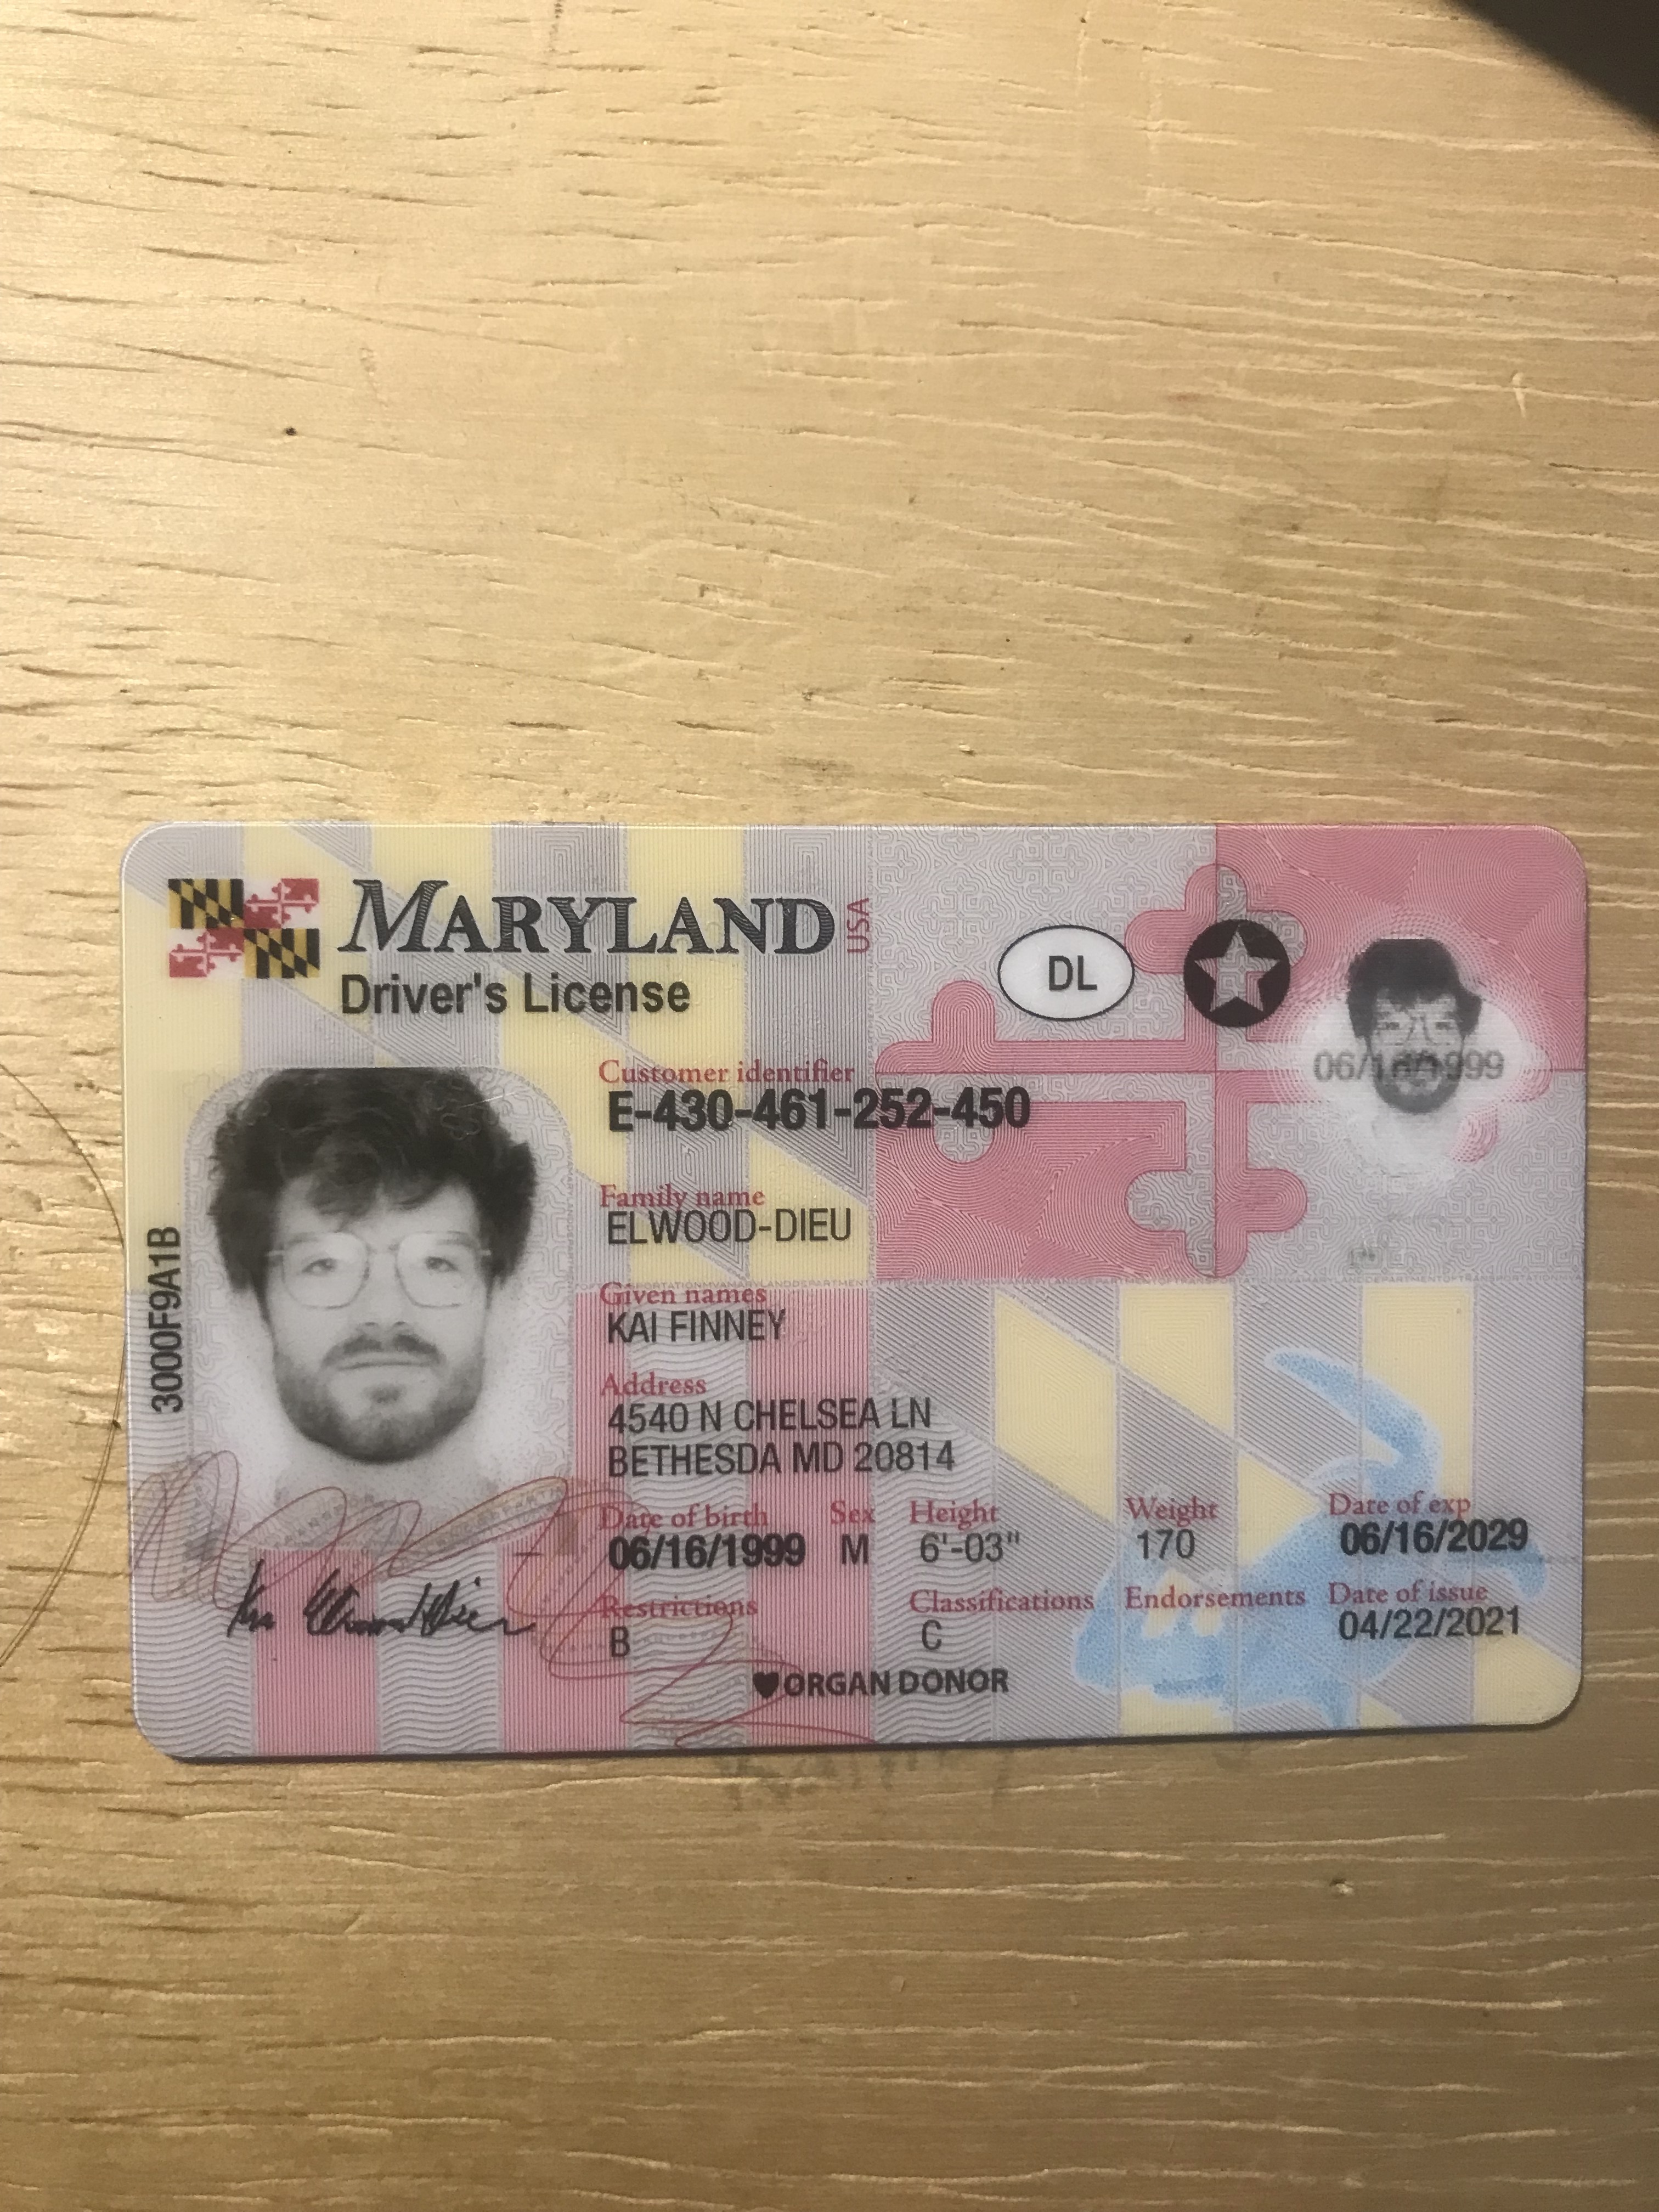 MARYLAND USA
Driver's License
DL
06/16/1999
Customer identifier
E-430-461-252-450
Family name
ELWOOD-DIEU
Given names
KAI FINNEY
Address
4540 N CHELSEA LN
BETHESDA MD 20814
Date of birth Sex Height Weight Date of exp
06/16/1999 M 6'-03" 170 06/16/2029
Restrictions Classifications Endorsements Date of issue
B C 04/22/2021
ORGAN DONOR
3000F9A1B